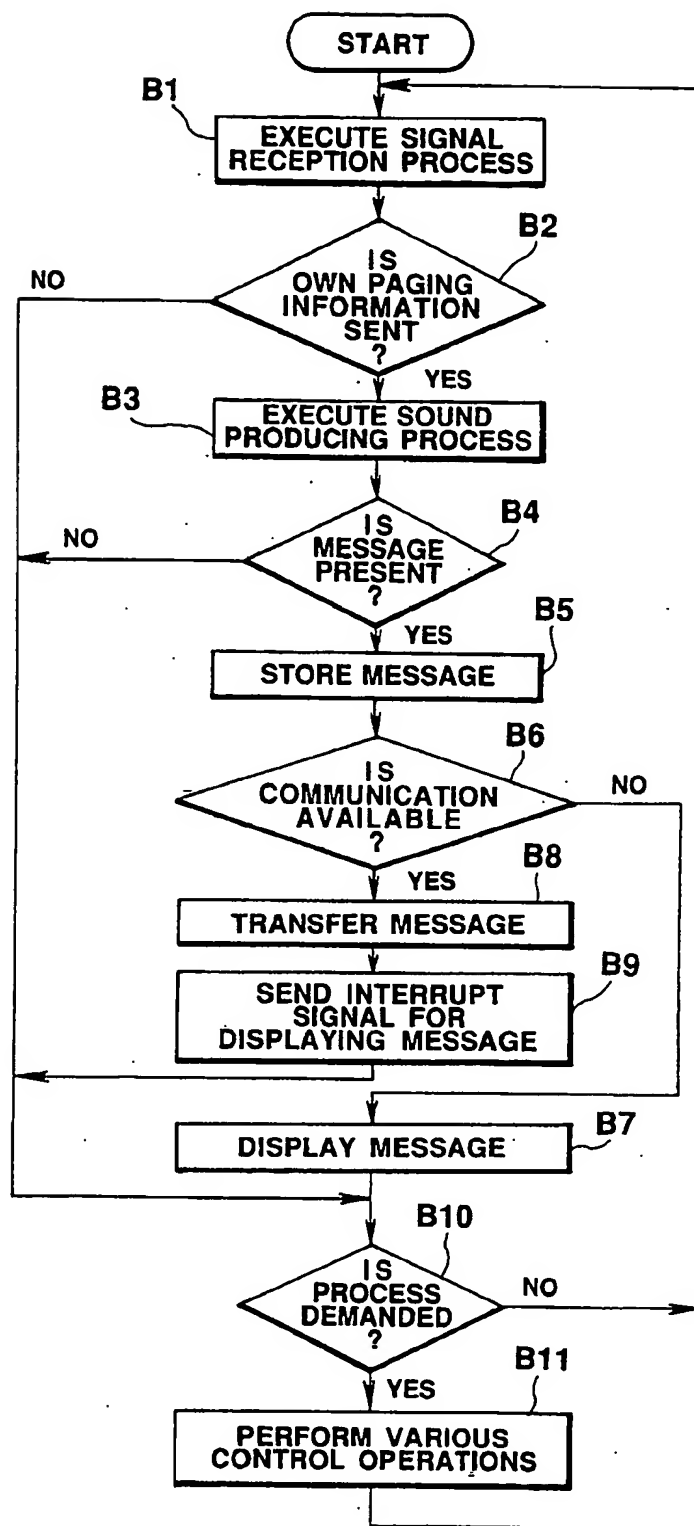 START
B1
EXECUTE SIGNAL
RECEPTION PROCESS
B2
IS
OWN PAGING
INFORMATION
SENT
?
NO
YES
B3
EXECUTE SOUND
PRODUCING PROCESS
B4
IS
MESSAGE
PRESENT
?
NO
YES
B5
STORE MESSAGE
B6
IS
COMMUNICATION
AVAILABLE
?
NO
YES
B8
TRANSFER MESSAGE
B9
SEND INTERRUPT
SIGNAL FOR
DISPLAYING MESSAGE
B7
DISPLAY MESSAGE
B10
IS
PROCESS
DEMANDED
?
NO
YES
B11
PERFORM VARIOUS
CONTROL OPERATIONS